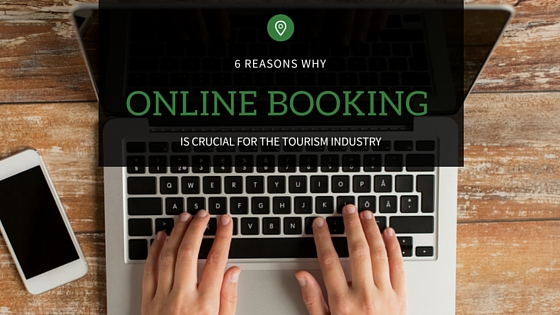 6 REASONS WHY
ONLINE BOOKING
IS CRUCIAL FOR THE TOURISM INDUSTRY
Q W E R T Y U I O P Å
A S D F G H J K
V B N M